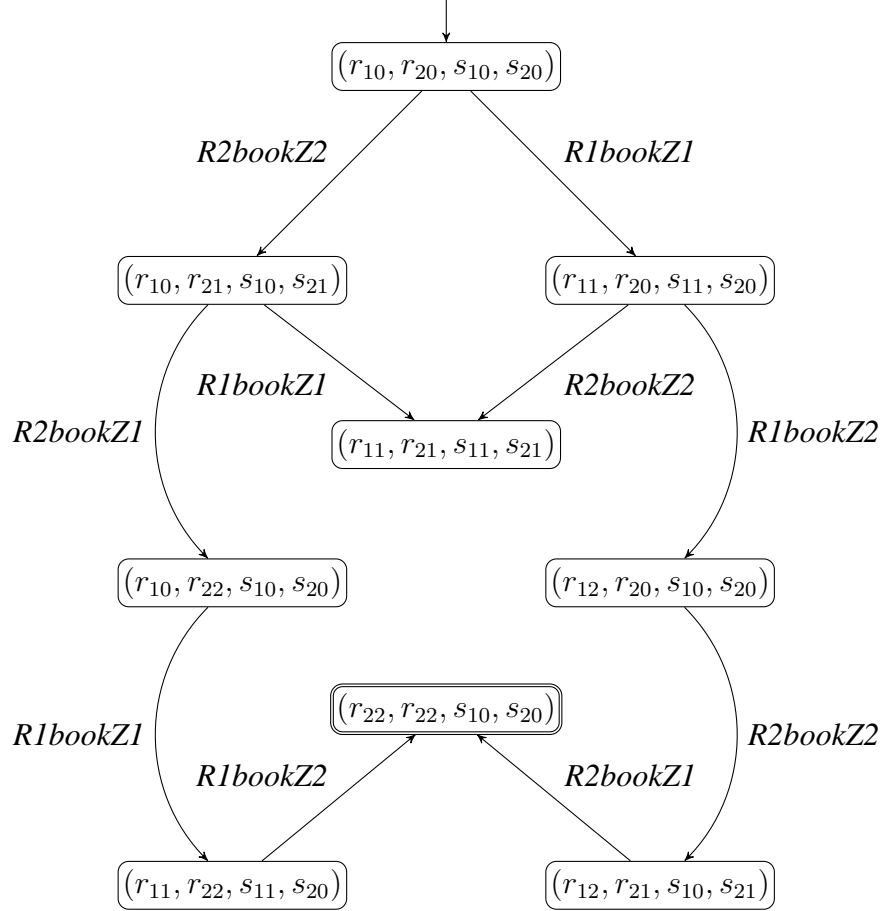 (r₁₀, r₂₀, s₁₀, s₂₀)
R2bookZ2 R1bookZ1
(r₁₀, r₂₁, s₁₀, s₂₁) (r₁₁, r₂₀, s₁₁, s₂₀)
R1bookZ1 R2bookZ2
R2bookZ1 R1bookZ2
(r₁₁, r₂₁, s₁₁, s₂₁)
(r₁₀, r₂₂, s₁₀, s₂₀) (r₁₂, r₂₀, s₁₀, s₂₀)
(r₂₂, r₂₂, s₁₀, s₂₀)
R1bookZ1 R2bookZ2
R1bookZ2 R2bookZ1
(r₁₁, r₂₂, s₁₁, s₂₀) (r₁₂, r₂₁, s₁₀, s₂₁)